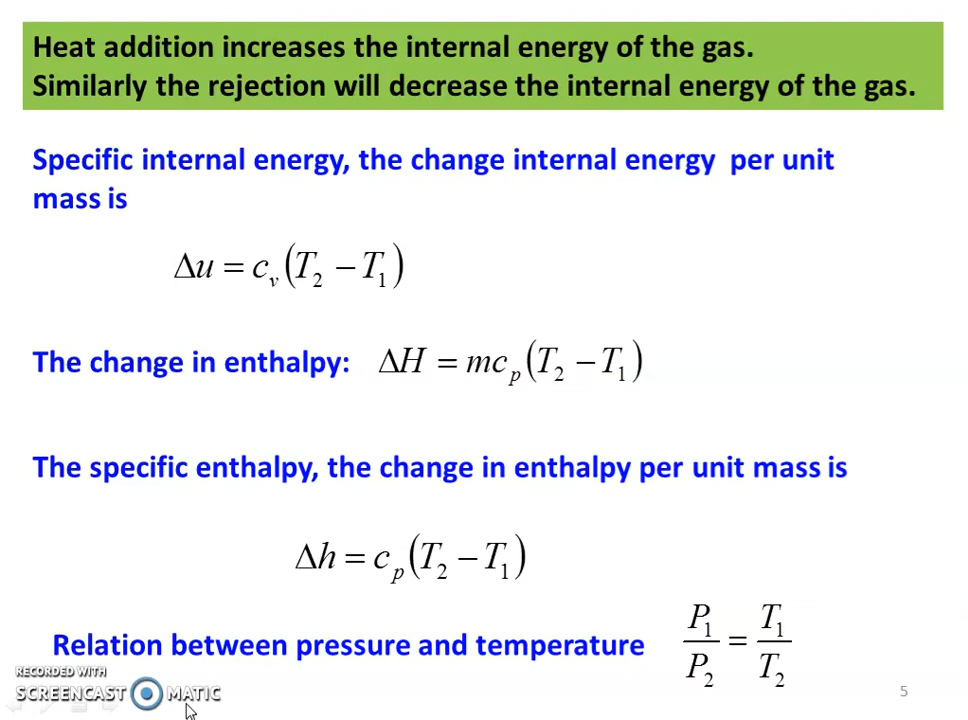 Heat addition increases the internal energy of the gas.
Similarly the rejection will decrease the internal energy of the gas.
Specific internal energy, the change internal energy per unit
mass is
Δu = c_v (T_2 − T_1)
The change in enthalpy: ΔH = mc_p (T_2 − T_1)
The specific enthalpy, the change in enthalpy per unit mass is
Δh = c_p (T_2 − T_1)
Relation between pressure and temperature P_1/P_2 = T_1/T_2
RECORDED WITH
SCREENCAST MATIC
5